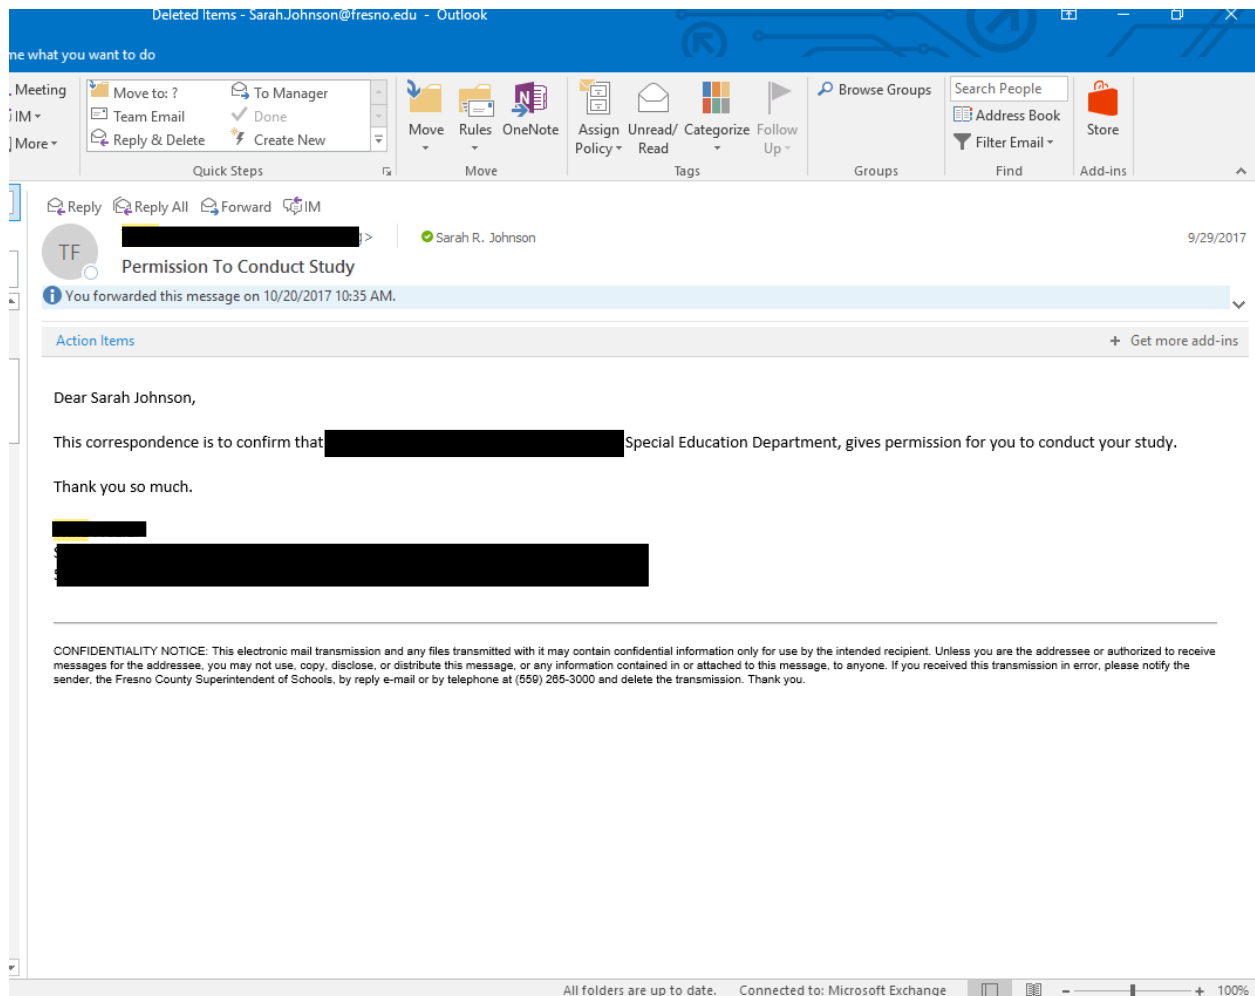 Deleted Items - Sarah.Johnson@fresno.edu - Outlook
me what you want to do
Meeting
IM
More
Move to: ?
To Manager
Team Email
Done
Reply & Delete
Create New
Quick Steps
Move
Rules
OneNote
Move
Assign Policy
Unread/ Read
Categorize
Follow Up
Tags
Browse Groups
Groups
Search People
Address Book
Filter Email
Find
Store
Add-ins
Reply
Reply All
Forward
IM
TF
>
Sarah R. Johnson
9/29/2017
Permission To Conduct Study
You forwarded this message on 10/20/2017 10:35 AM.
Action Items
+ Get more add-ins
Dear Sarah Johnson,
This correspondence is to confirm that Special Education Department, gives permission for you to conduct your study.
Thank you so much.
CONFIDENTIALITY NOTICE: This electronic mail transmission and any files transmitted with it may contain confidential information only for use by the intended recipient. Unless you are the addressee or authorized to receive
messages for the addressee, you may not use, copy, disclose, or distribute this message, or any information contained in or attached to this message, to anyone. If you received this transmission in error, please notify the
sender, the Fresno County Superintendent of Schools, by reply e-mail or by telephone at (559) 265-3000 and delete the transmission. Thank you.
All folders are up to date. Connected to: Microsoft Exchange
- + 100%